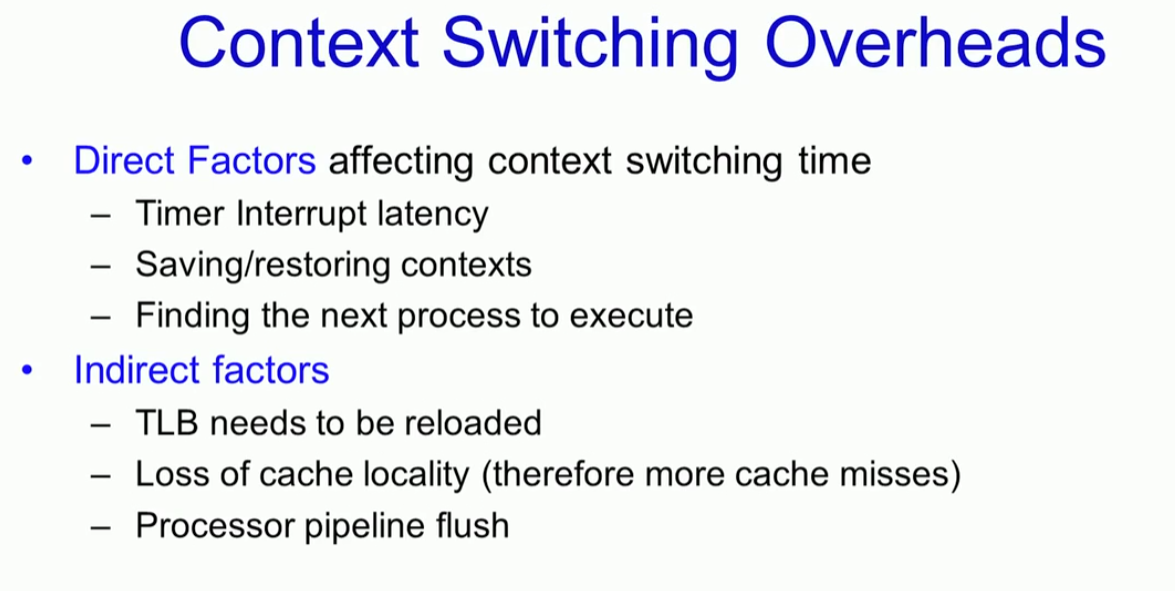 Context Switching Overheads
• Direct Factors affecting context switching time
– Timer Interrupt latency
– Saving/restoring contexts
– Finding the next process to execute
• Indirect factors
– TLB needs to be reloaded
– Loss of cache locality (therefore more cache misses)
– Processor pipeline flush